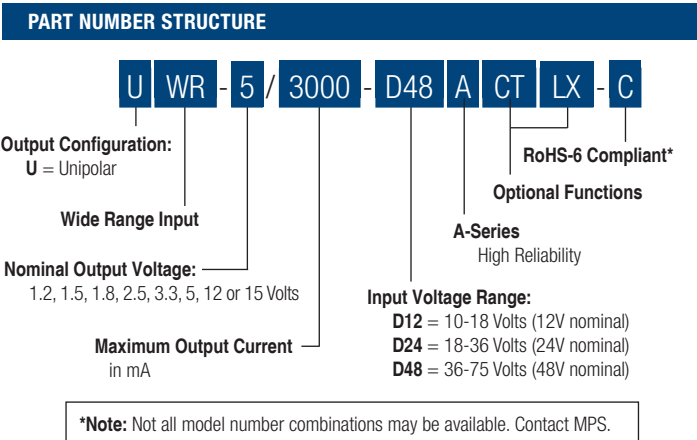 PART NUMBER STRUCTURE
U WR - 5 / 3000 - D48 A CT LX - C
Output Configuration:
U = Unipolar
RoHS-6 Compliant*
Optional Functions
Wide Range Input
A-Series
High Reliability
Nominal Output Voltage:
1.2, 1.5, 1.8, 2.5, 3.3, 5, 12 or 15 Volts
Input Voltage Range:
D12 = 10-18 Volts (12V nominal)
D24 = 18-36 Volts (24V nominal)
D48 = 36-75 Volts (48V nominal)
Maximum Output Current
in mA
*Note: Not all model number combinations may be available. Contact MPS.